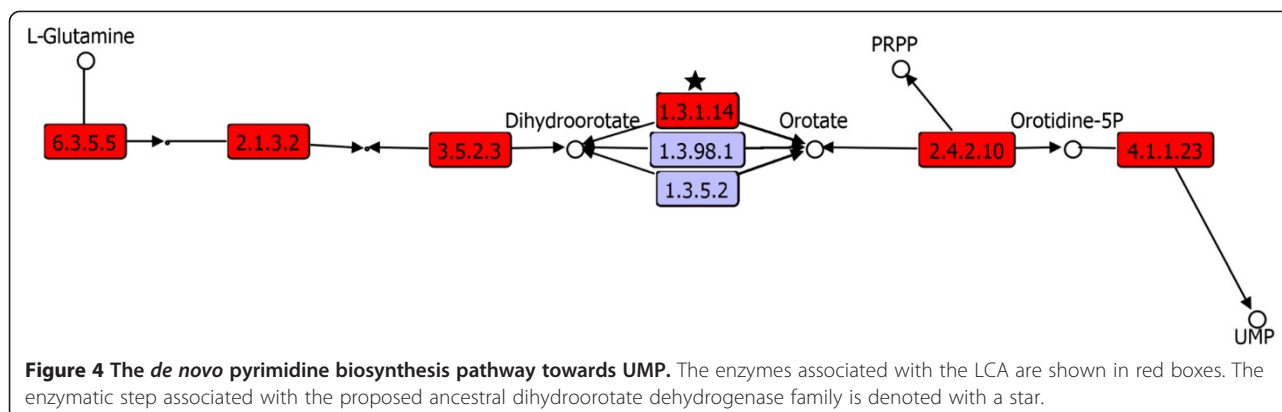 L-Glutamine
PRPP
★
1.3.1.14
Dihydroorotate
Orotate
Orotidine-5P
6.3.5.5
2.1.3.2
3.5.2.3
1.3.98.1
2.4.2.10
4.1.1.23
1.3.5.2
UMP
Figure 4 The de novo pyrimidine biosynthesis pathway towards UMP. The enzymes associated with the LCA are shown in red boxes. The
enzymatic step associated with the proposed ancestral dihydroorotate dehydrogenase family is denoted with a star.